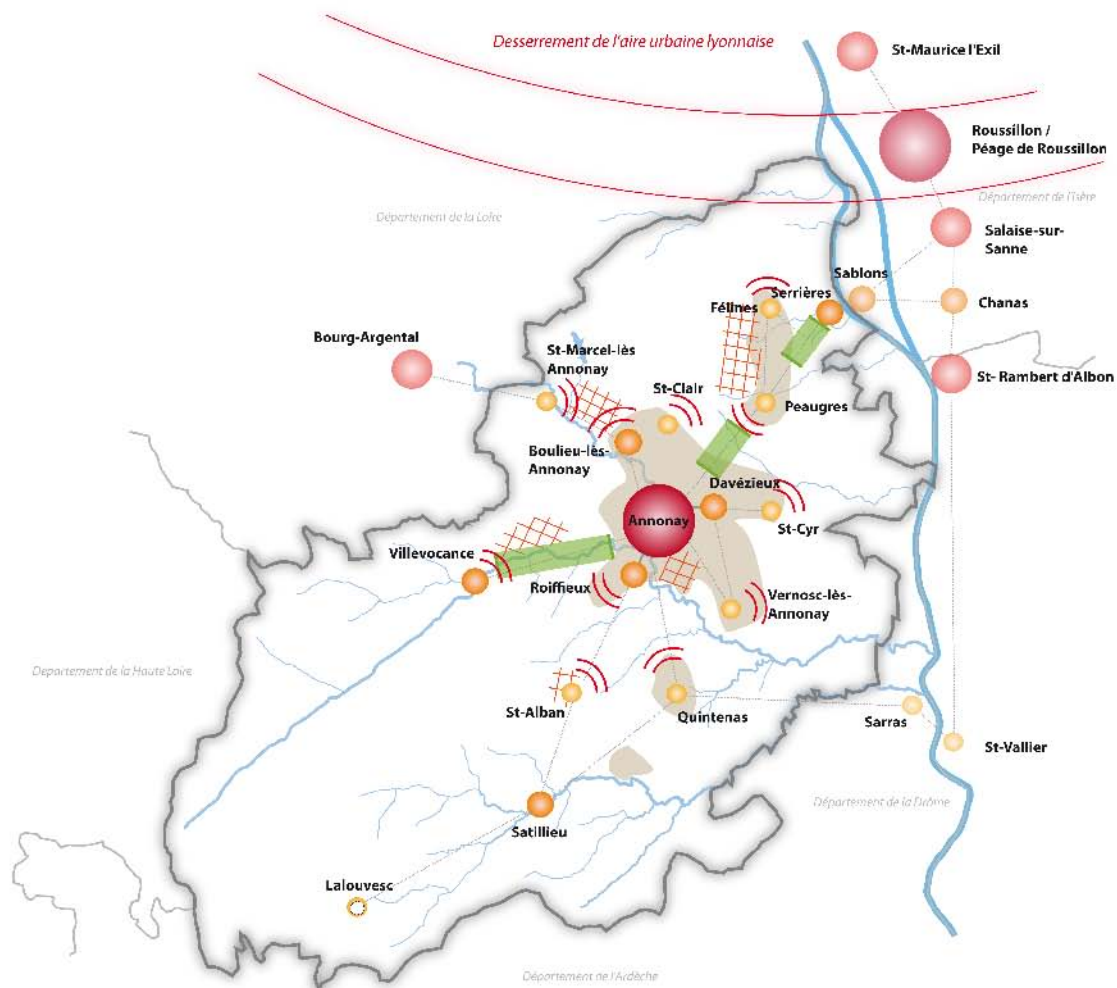 Desserrement de l'aire urbaine lyonnaise
St-Maurice l'Exil
Roussillon /
Péage de Roussillon
Département de l'Isère
Département de la Loire
Salaise-sur-
Sanne
Sablons
Serrières
Félines
Chanas
Bourg-Argental
St-Marcel-lès
Annonay
St-Clair
St- Rambert d'Albon
Peaugres
Boulieu-lès-
Annonay
Davézieux
Annonay
St-Cyr
Villevocance
Roiffieux
Vernosc-lès-
Annonay
Departement de la Haute Loire
St-Alban
Quintenas
Sarras
St-Vallier
Département de la Drôme
Satillieu
Lalouvesc
Département de l'Ardèche